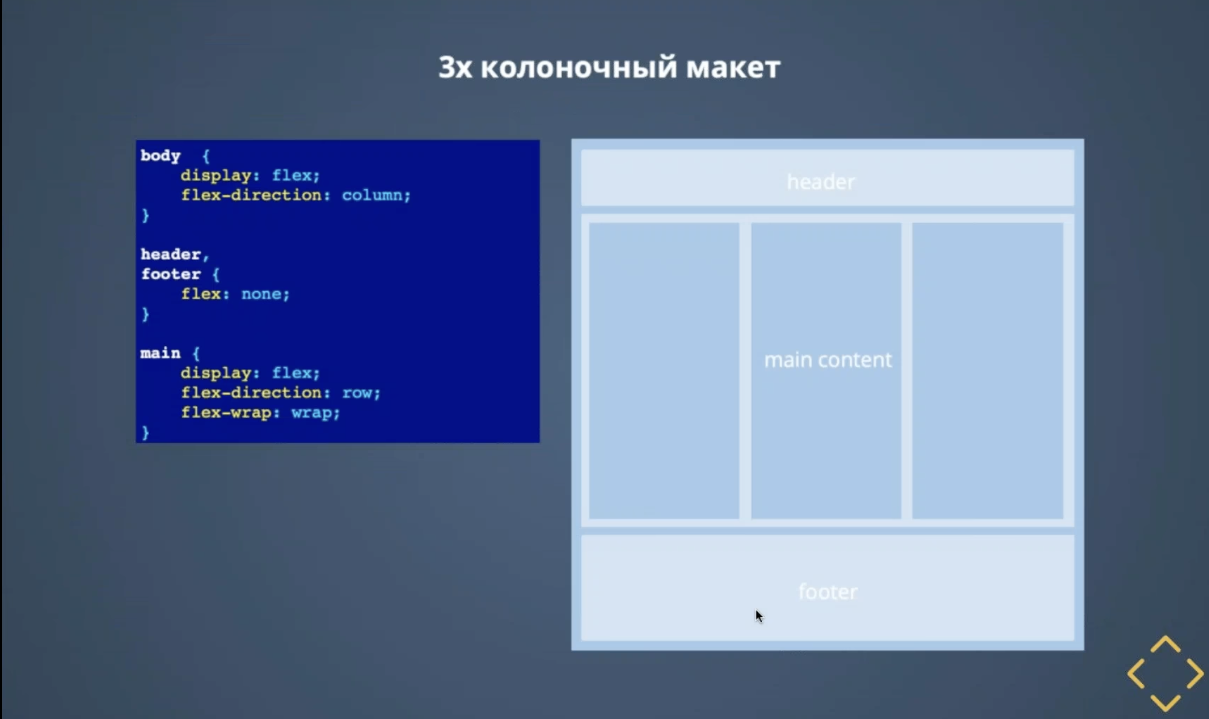 3х колоночный макет
body {
display: flex;
flex-direction: column;
}
header,
footer {
flex: none;
}
main {
display: flex;
flex-direction: row;
flex-wrap: wrap;
}
header
main content
footer